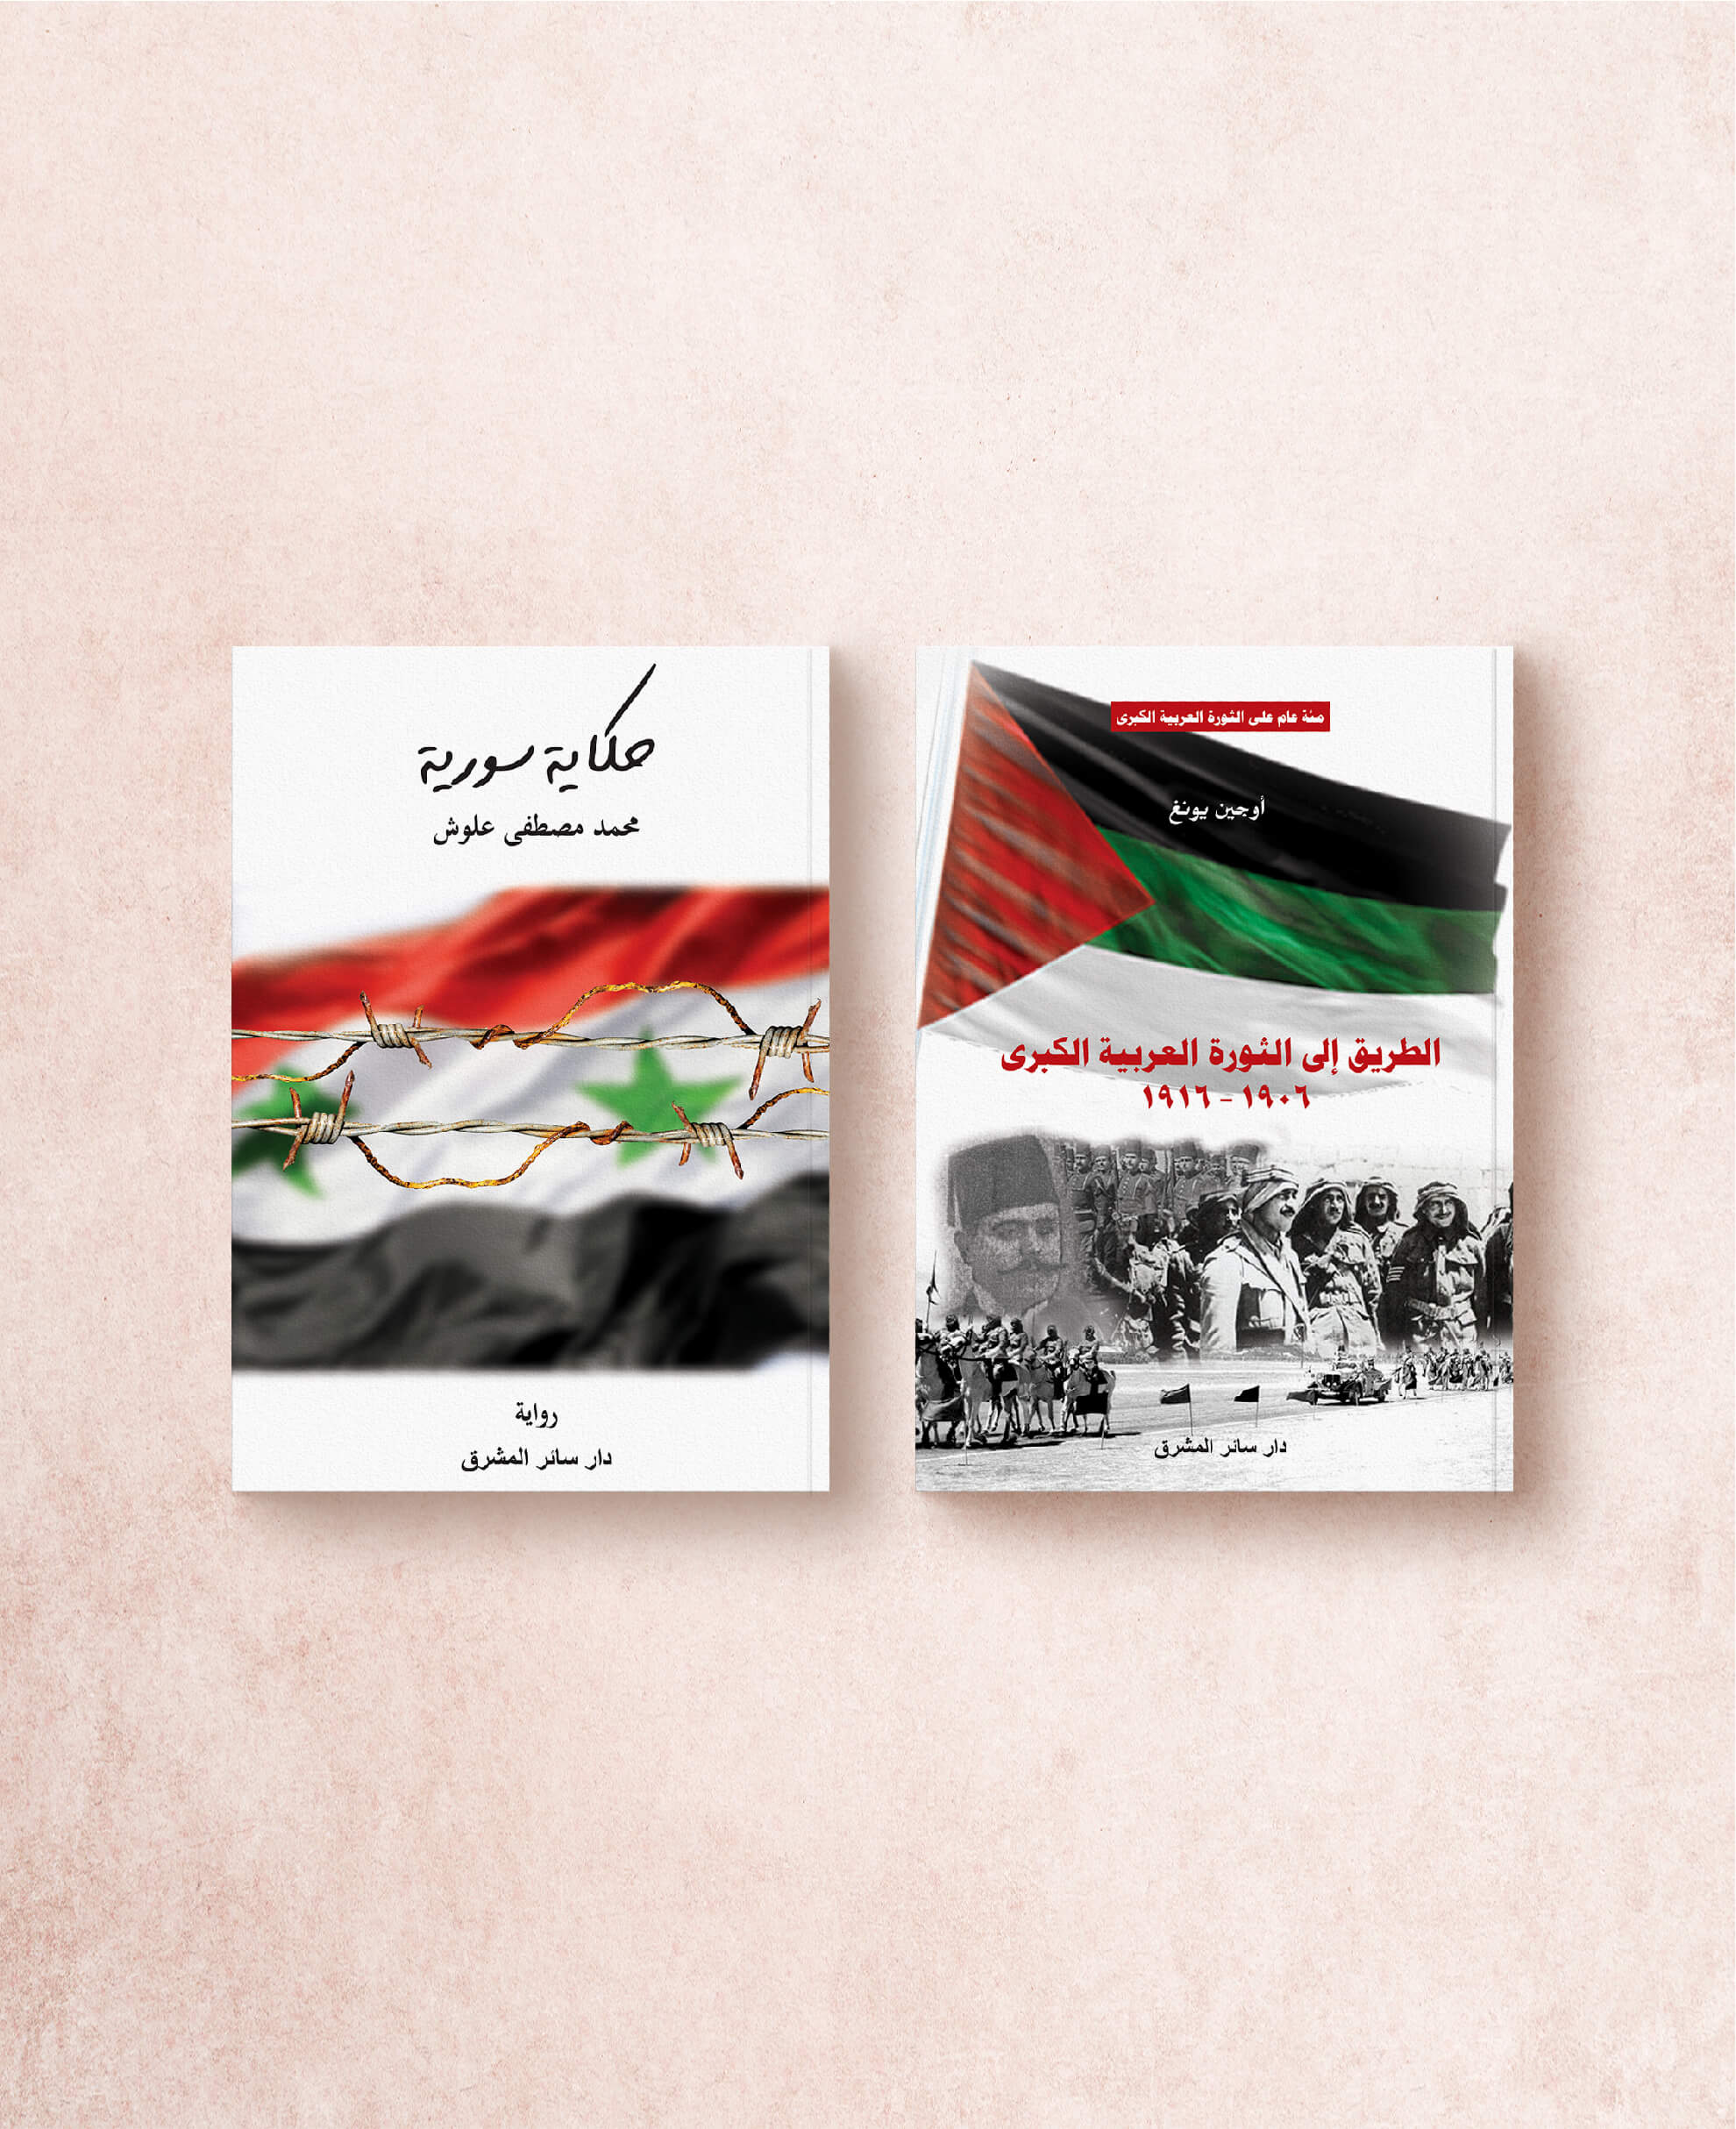 مئة عام على الثورة العربية الكبرى
أوجين يونغ
الطريق إلى الثورة العربية الكبرى
١٩٠٦ - ١٩١٦
دار سائر المشرق
حكاية سورية
محمد مصطفى علوش
رواية
دار سائر المشرق